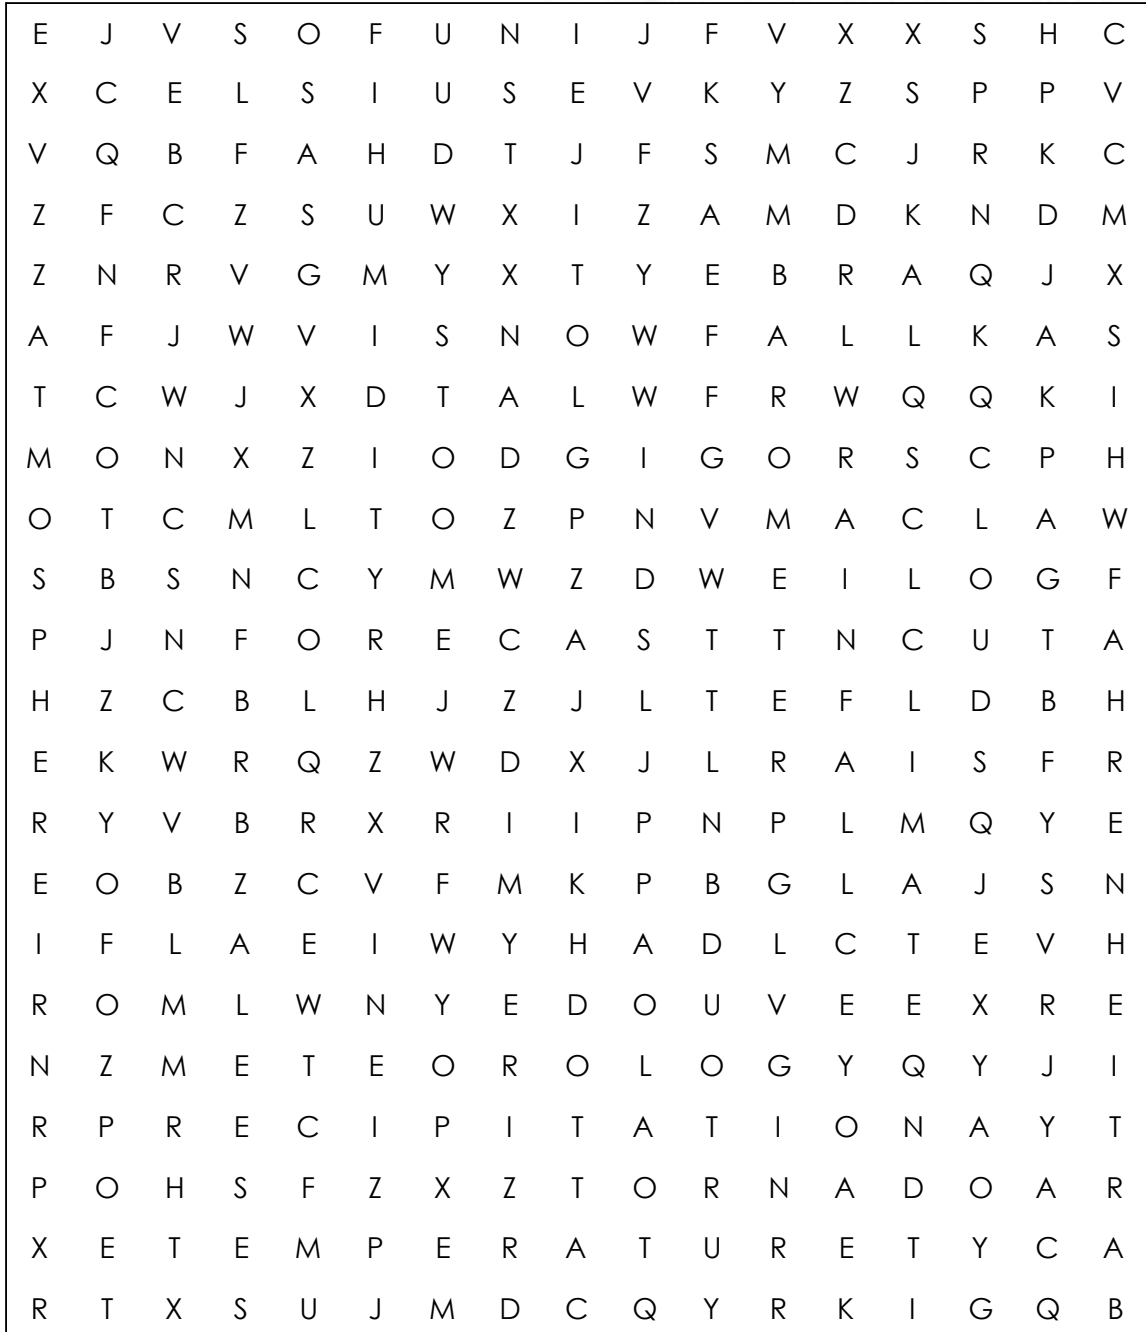 E J V S O F U N I J F V X X S H C
X C E L S I U S E V K Y Z S P P V
V Q B F A H D T J F S M C J R K C
Z F C Z S U W X I Z A M D K N D M
Z N R V G M Y X T Y E B R A Q J X
A F J W V I S N O W F A L L K A S
T C W J X D T A L W F R W Q Q K I
M O N X Z I O D G I G O R S C P H
O T C M L T O Z P N V M A C L A W
S B S N C Y M W Z D W E I L O G F
P J N F O R E C A S T T N C U T A
H Z C B L H J Z J L T E F L D B H
E K W R Q Z W D X J L R A I S F R
R Y V B R X R I I P N P L M Q Y E
E O B Z C V F M K P B G L A J S N
I F L A E I W Y H A D L C T E V H
R O M L W N Y E D O U V E E X R E
N Z M E T E O R O L O G Y Q Y J I
R P R E C I P I T A T I O N A Y T
P O H S F Z X Z T O R N A D O A R
X E T E M P E R A T U R E T Y C A
R T X S U J M D C Q Y R K I G Q B